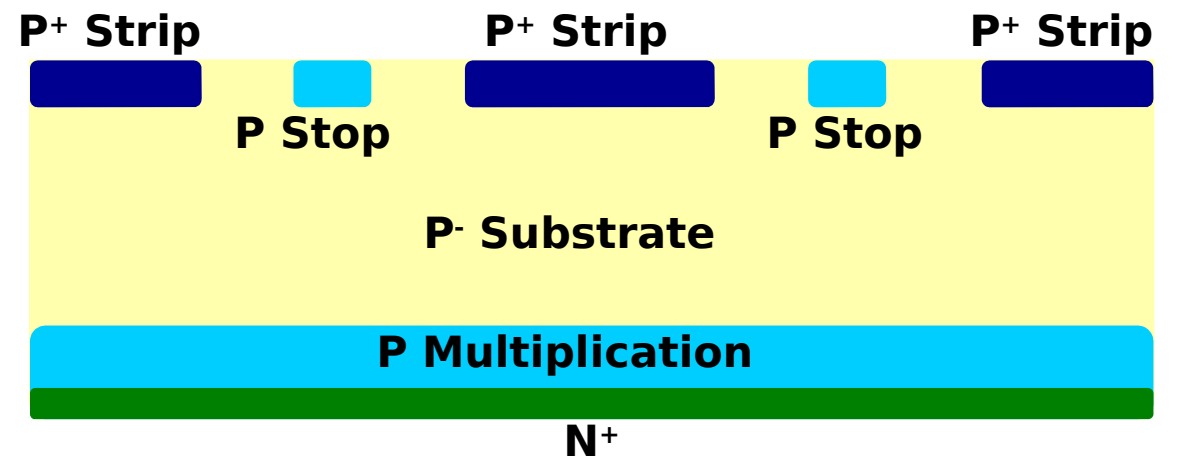 P⁺ Strip P⁺ Strip P⁺ Strip
P Stop P Stop
P⁻ Substrate
P Multiplication
N⁺